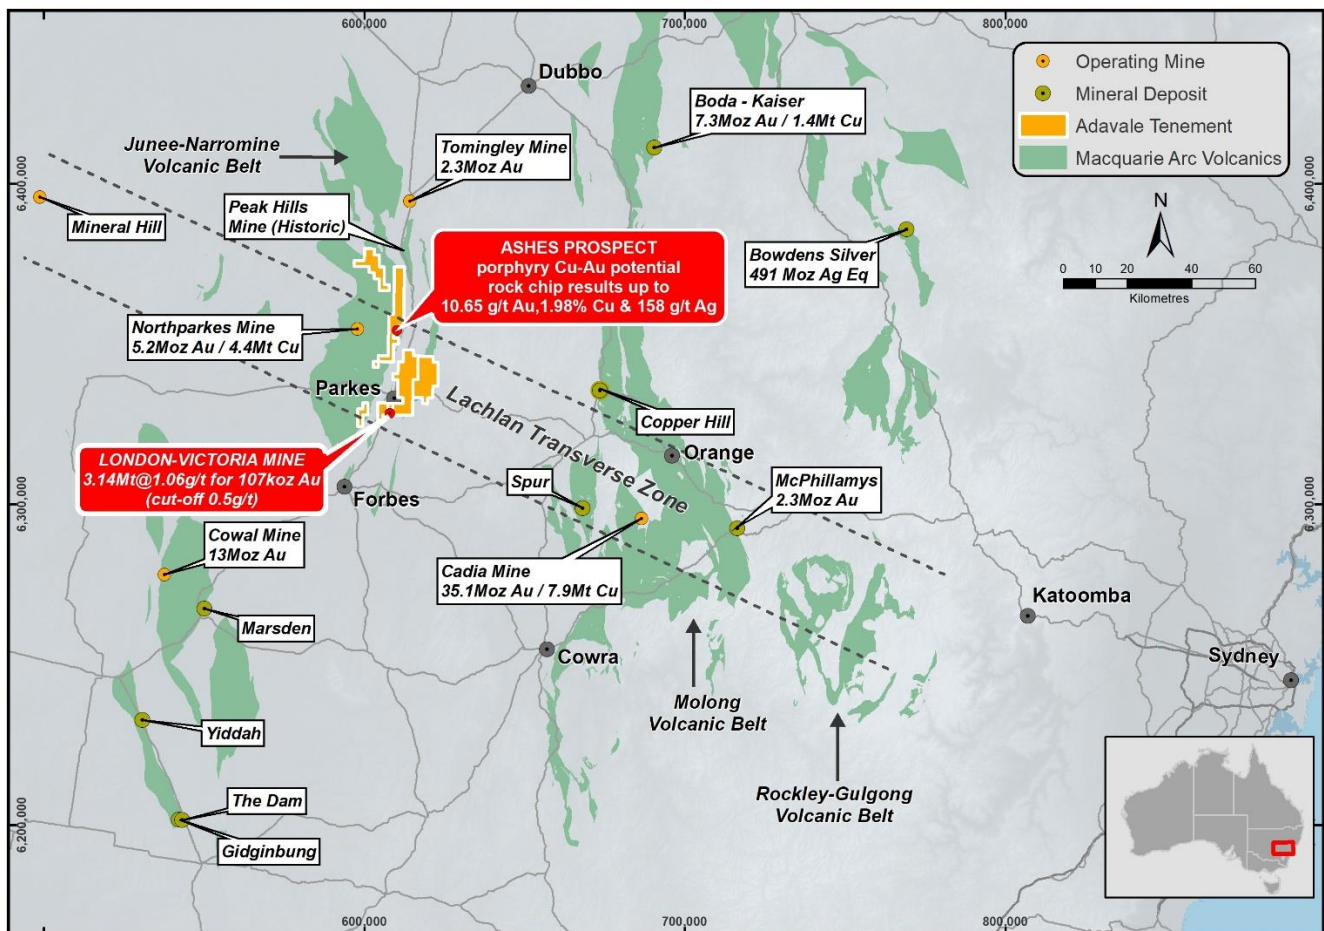 600,000
700,000
800,000
Dubbo
Operating Mine
Mineral Deposit
Adavale Tenement
Macquarie Arc Volcanics
Boda - Kaiser
7.3Moz Au / 1.4Mt Cu
Junee-Narromine
Volcanic Belt
Tomingley Mine
2.3Moz Au
6,400,000
6,400,000
Mineral Hill
Peak Hills
Mine (Historic)
N
ASHES PROSPECT
porphyry Cu-Au potential
rock chip results up to
10.65 g/t Au,1.98% Cu & 158 g/t Ag
Bowdens Silver
491 Moz Ag Eq
0 10 20 40 60
Kilometres
Northparkes Mine
5.2Moz Au / 4.4Mt Cu
Parkes
Lachlan Transverse Zone
Copper Hill
Orange
LONDON-VICTORIA MINE
3.14Mt@1.06g/t for 107koz Au
(cut-off 0.5g/t)
Forbes
Spur
McPhillamys
2.3Moz Au
6,300,000
6,300,000
Cowal Mine
13Moz Au
Cadia Mine
35.1Moz Au / 7.9Mt Cu
Katoomba
Marsden
Cowra
Sydney
Molong
Volcanic Belt
Yiddah
Rockley-Gulgong
Volcanic Belt
The Dam
Gidginbung
6,200,000
6,200,000
600,000
700,000
800,000